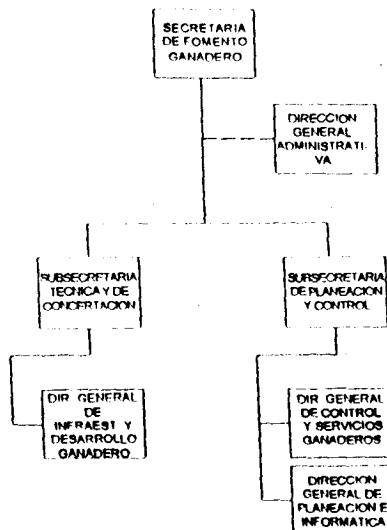 SECRETARIA
DE FOMENTO
GANADERO
DIRECCION
GENERAL
ADMINISTRATI-
VA
SUBSECRETARIA
TECNICA Y DE
CONCERTACION
SUBSECRETARIA
DE PLANEACION
Y CONTROL
DIR GENERAL
DE
INFRAEST Y
DESARROLLO
GANADERO
DIR GENERAL
DE CONTROL
Y SERVICIOS
GANADEROS
DIRECCION
GENERAL DE
PLANEACION E
INFORMATICA